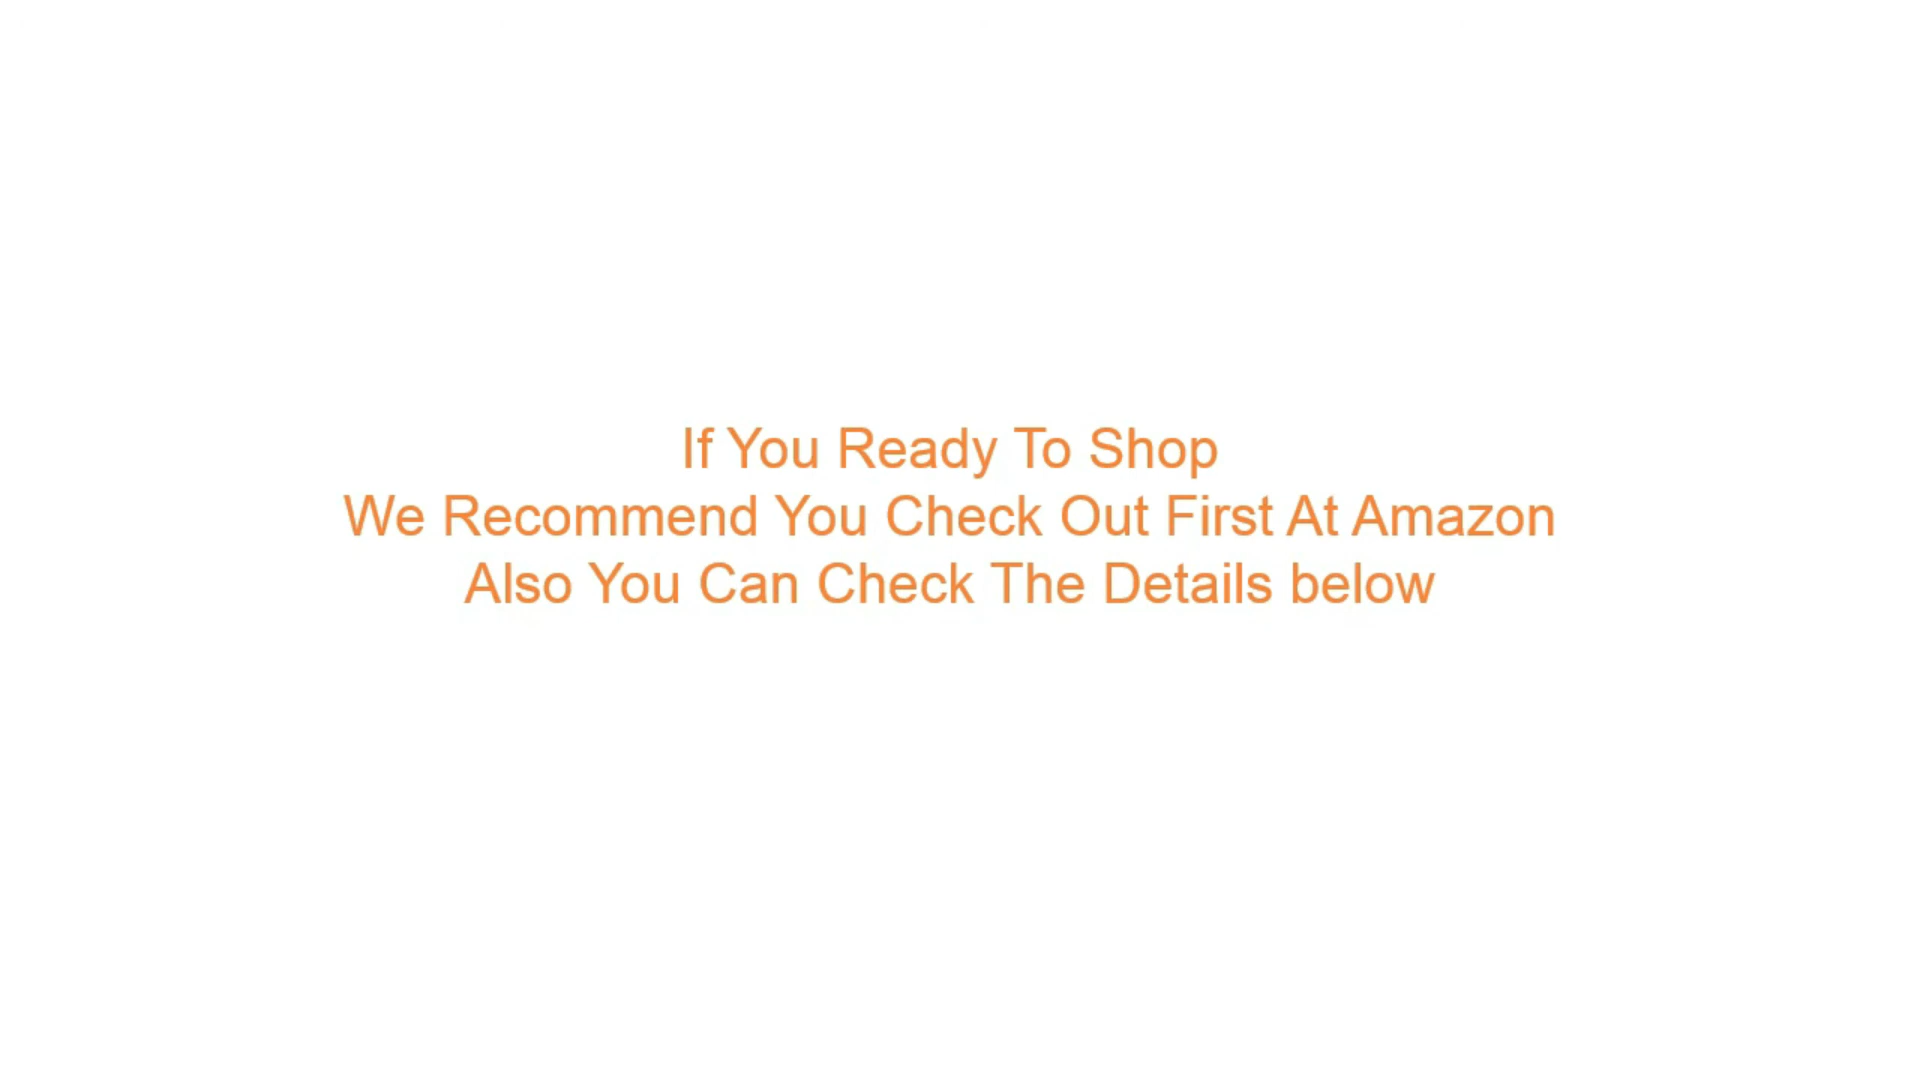 If You Ready To Shop
We Recommend You Check Out First At Amazon
Also You Can Check The Details below